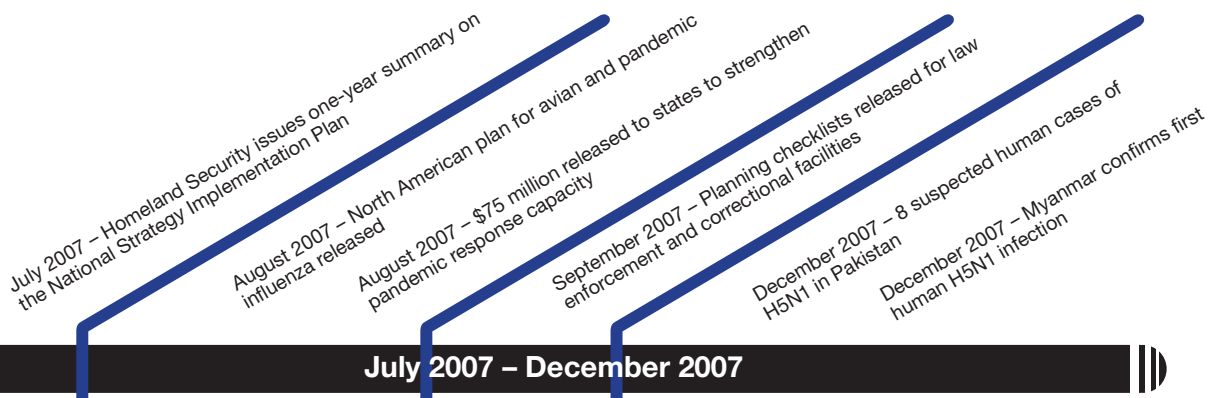 July 2007 – Homeland Security issues one-year summary on
the National Strategy Implementation Plan
August 2007 – North American plan for avian and pandemic
influenza released
August 2007 – $75 million released to states to strengthen
pandemic response capacity
September 2007 – Planning checklists released for law
enforcement and correctional facilities
December 2007 – 8 suspected human cases of
H5N1 in Pakistan
December 2007 – Myanmar confirms first
human H5N1 infection
July 2007 – December 2007